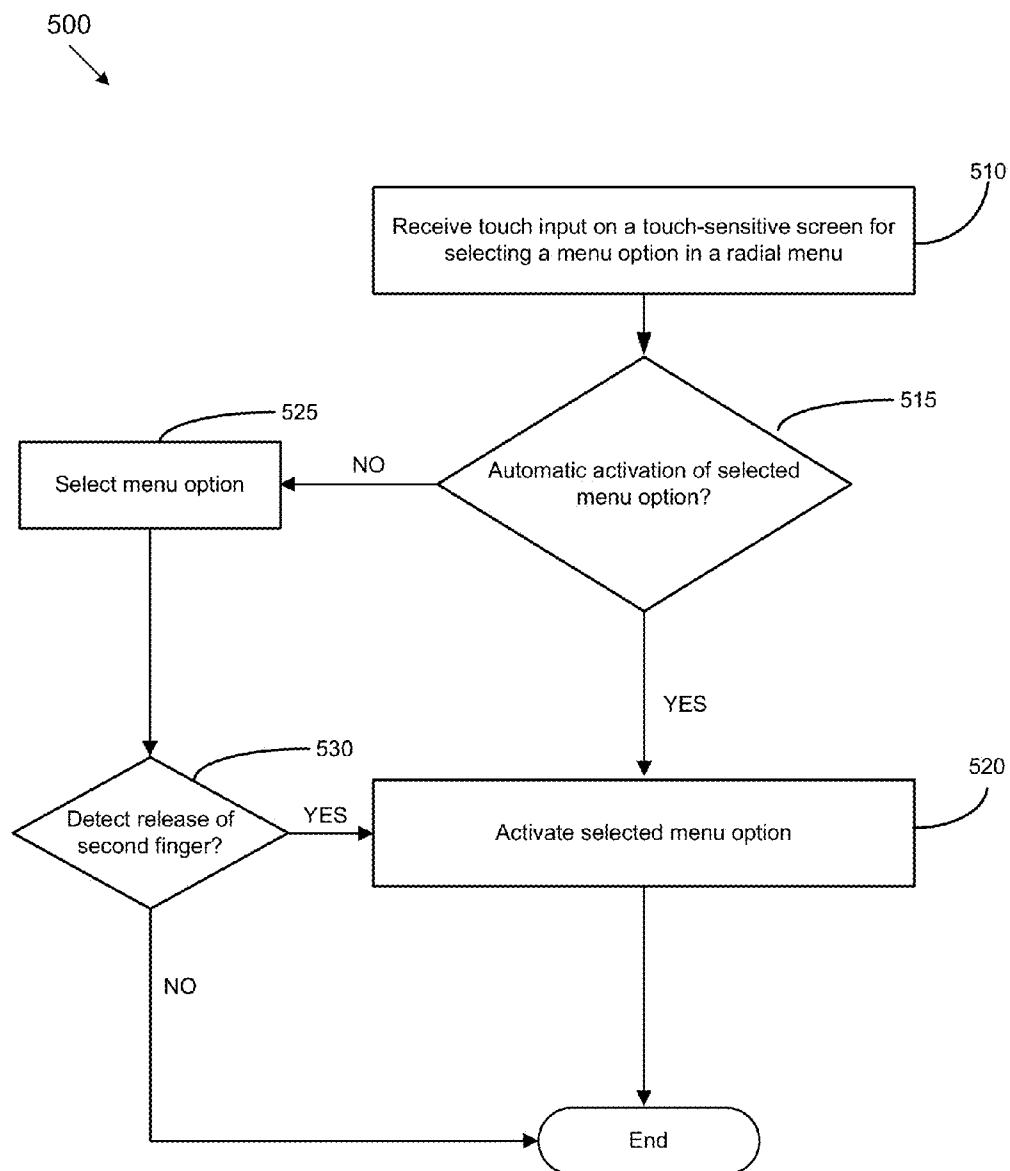 500
510
Receive touch input on a touch-sensitive screen for
selecting a menu option in a radial menu
515
Automatic activation of selected
menu option?
NO
525
Select menu option
YES
530
Detect release of
second finger?
YES
520
Activate selected menu option
NO
End